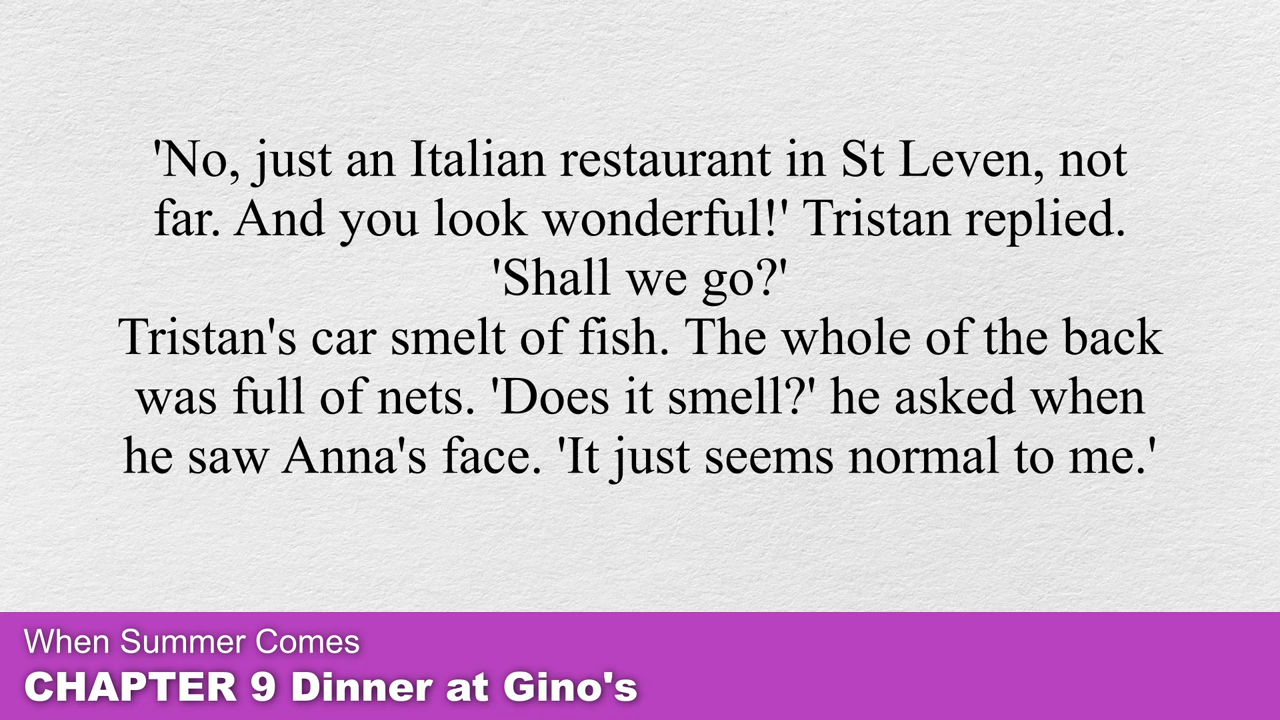 'No, just an Italian restaurant in St Leven, not
far. And you look wonderful!' Tristan replied.
'Shall we go?'
Tristan's car smelt of fish. The whole of the back
was full of nets. 'Does it smell?' he asked when
he saw Anna's face. 'It just seems normal to me.'
When Summer Comes
CHAPTER 9 Dinner at Gino's